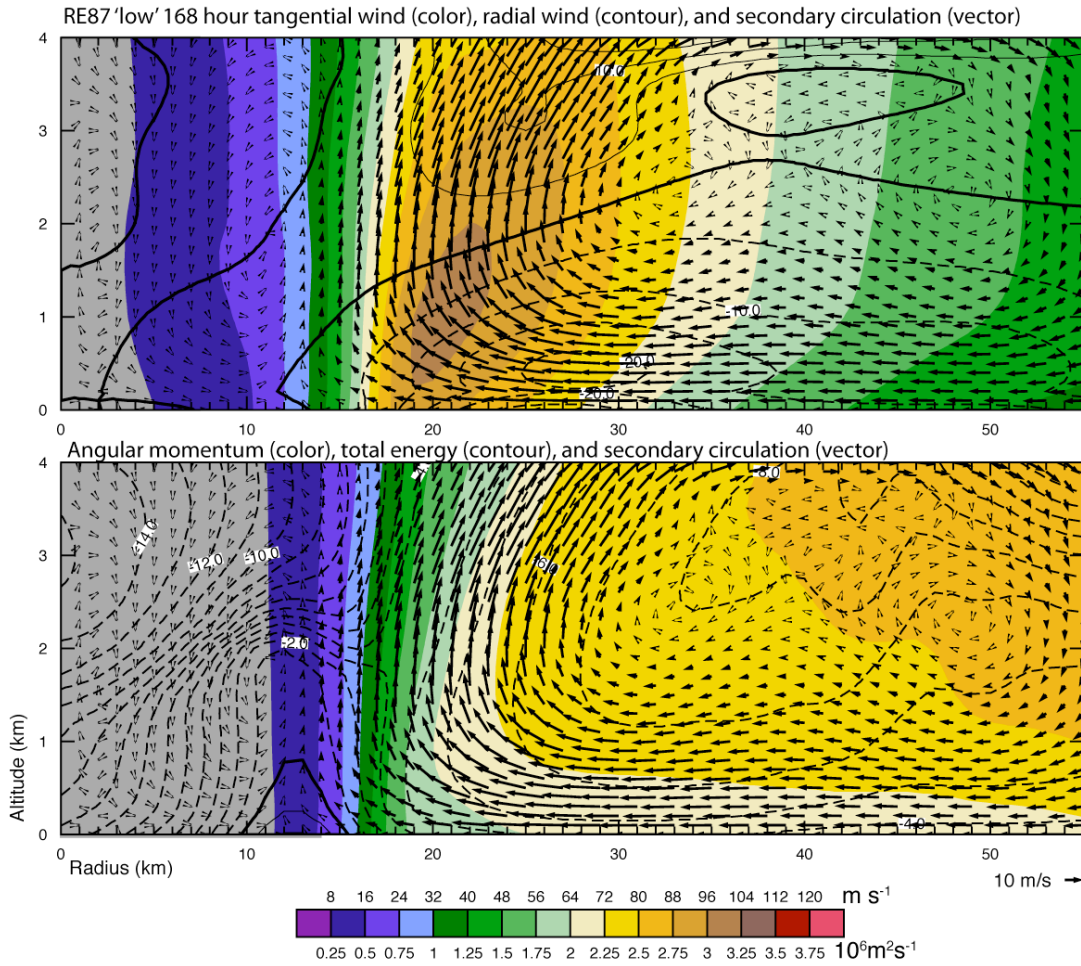 RE87 ‘low’ 168 hour tangential wind (color), radial wind (contour), and secondary circulation (vector)
4
3
2
1
0
10.0
-10.0
-20.0
-20.0
0 10 20 30 40 50
Angular momentum (color), total energy (contour), and secondary circulation (vector)
4
3
2
1
0
-8.0
-14.0
-12.0
-10.0
-6.0
-2.0
-4.0
Altitude (km)
0 10 20 30 40 50
Radius (km)
10 m/s
8 16 24 32 40 48 56 64 72 80 88 96 104 112 120 m s⁻¹
0.25 0.5 0.75 1 1.25 1.5 1.75 2 2.25 2.5 2.75 3 3.25 3.5 3.75 10⁶m²s⁻¹